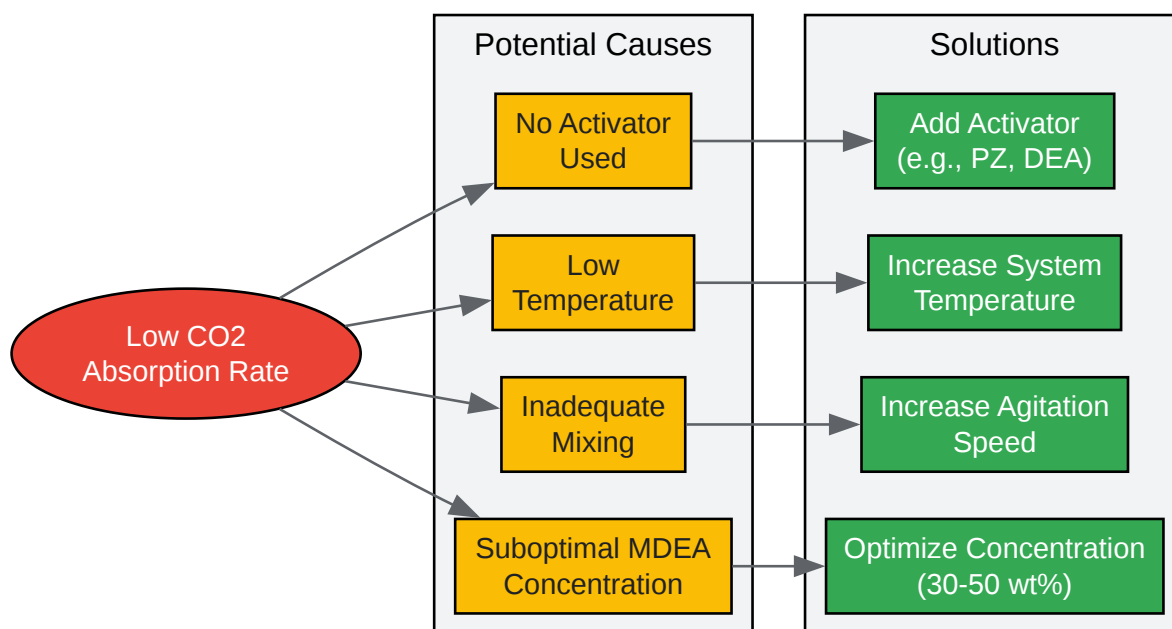 Potential Causes
Solutions
No Activator
Used
Add Activator
(e.g., PZ, DEA)
Low
Temperature
Increase System
Temperature
Low CO2
Absorption Rate
Inadequate
Mixing
Increase Agitation
Speed
Suboptimal MDEA
Concentration
Optimize Concentration
(30-50 wt%)